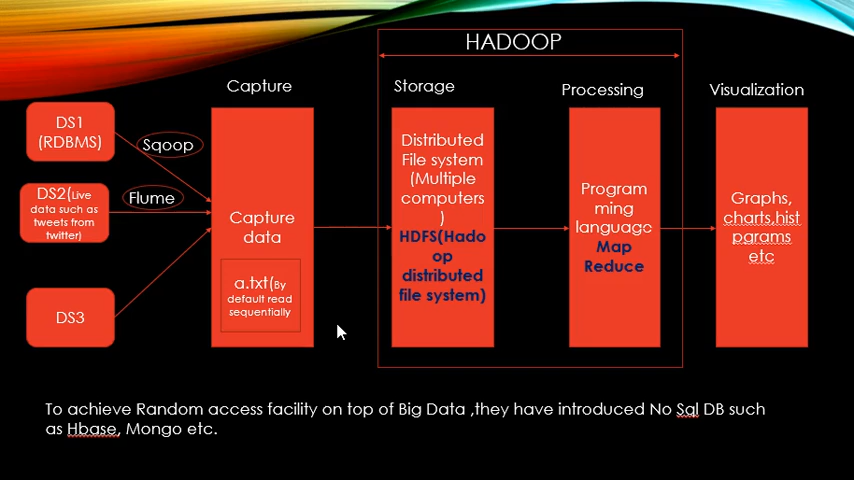 HADOOP
Capture
Storage
Processing
Visualization
DS1
(RDBMS)
Sqoop
DS2(Live
data such as
tweets from
twitter)
Flume
DS3
Capture
data
a.txt(By
default read
sequentially
Distributed
File system
(Multiple
computers
)
HDFS(Hado
op
distributed
file system)
Program
ming
language
Map
Reduce
Graphs,
charts,hist
pgrams
etc
To achieve Random access facility on top of Big Data ,they have introduced No Sql DB such
as Hbase, Mongo etc.